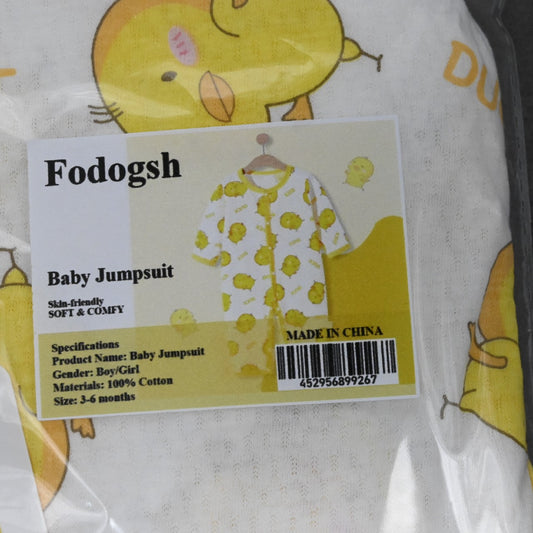 DU
Fodogsh
Baby Jumpsuit
Skin-friendly
SOFT & COMFY
Specifications
Product Name: Baby Jumpsuit
Gender: Boy/Girl
Materials: 100% Cotton
Size: 3-6 months
MADE IN CHINA
452956899267